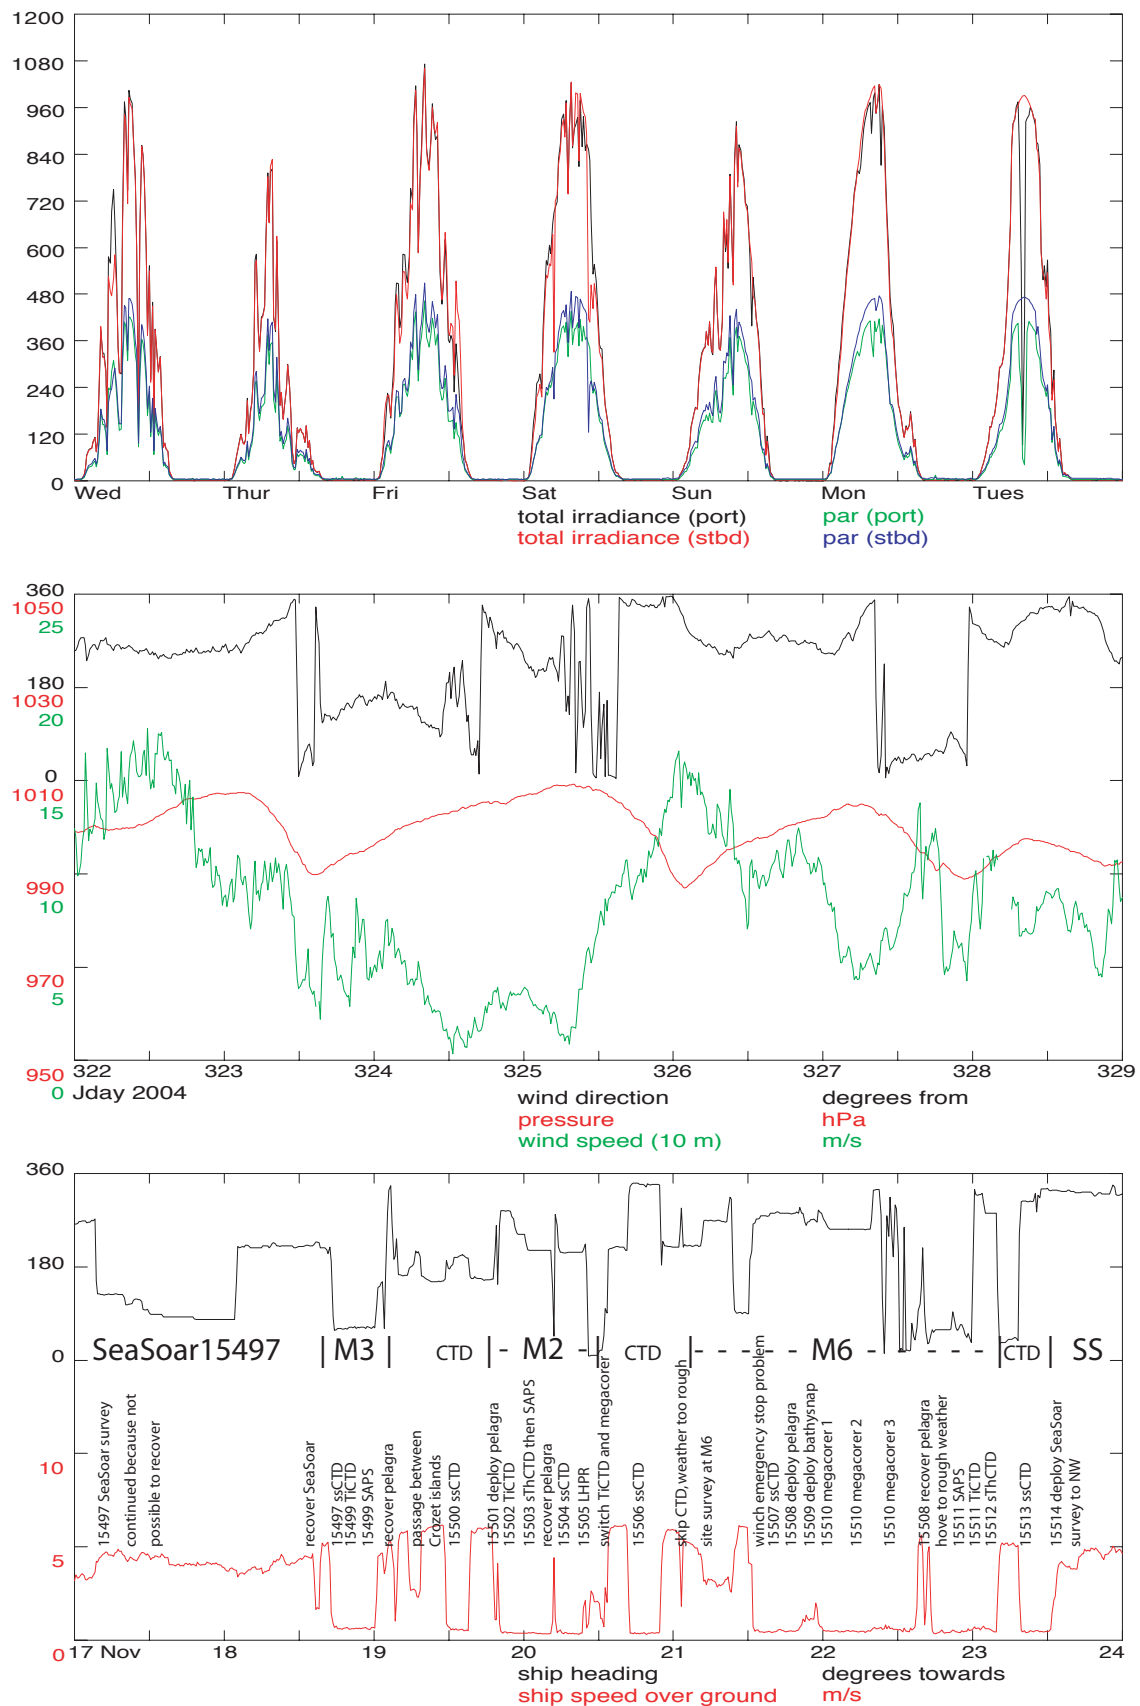 1200
1080
960
840
720
600
480
360
240
120
0
Wed Thur Fri Sat Sun Mon Tues
total irradiance (port) par (port)
total irradiance (stbd) par (stbd)
360
1050
25
180
1030
20
0
1010
15
990
10
970
5
950
0
322 323 324 325 326 327 328 329
Jday 2004
wind direction degrees from
pressure hPa
wind speed (10 m) m/s
360
180
0
10
5
0
SeaSoar15497 | M3 | CTD | - M2 - | CTD | - - - - - M6 - - - - - | CTD | SS
15497 SeaSoar survey
continued because not
possible to recover
recover SeaSoar
15497 ssCTD
15499 TiCTD
15499 SAPS
recover pelagra
passage between
Crozet islands
15500 ssCTD
15501 deploy pelagra
15502 TiCTD
15503 sThCTD then SAPS
recover pelagra
15504 ssCTD
15505 LHPR
switch TiCTD and megacorer
15506 ssCTD
skip CTD,weather too rough
site survey at M6
winch emergency stop problem
15507 ssCTD
15508 deploy pelagra
15509 deploy bathysnap
15510 megacorer 1
15510 megacorer 2
15510 megacorer 3
15508 recover pelagra
hove to rough weather
15511 SAPS
15511 TiCTD
15512 sThCTD
15513 ssCTD
15514 deploy SeaSoar
survey to NW
17 Nov 18 19 20 21 22 23 24
ship heading degrees towards
ship speed over ground m/s